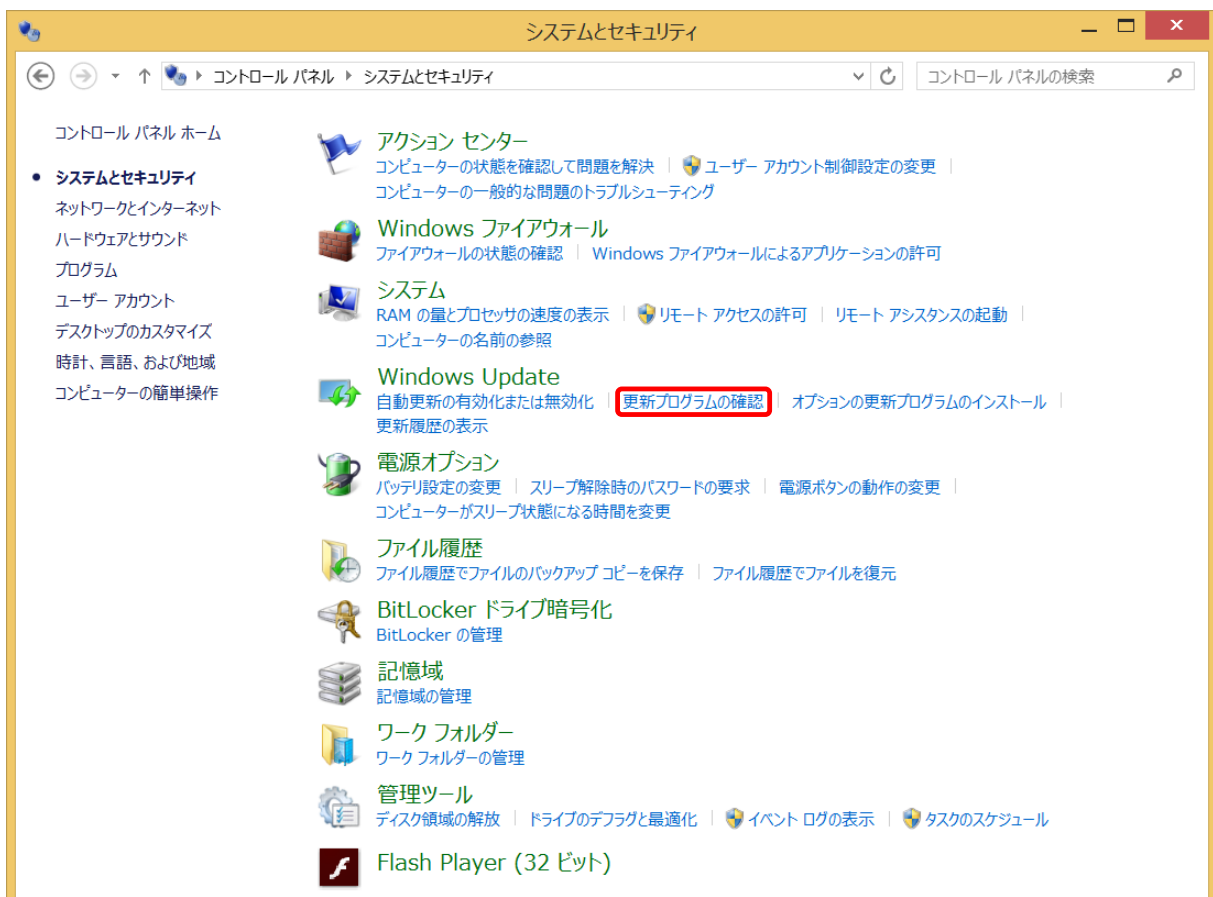 システムとセキュリティ
コントロール パネル システムとセキュリティ
コントロール パネルの検索
コントロール パネル ホーム
システムとセキュリティ
ネットワークとインターネット
ハードウェアとサウンド
プログラム
ユーザー アカウント
デスクトップのカスタマイズ
時計、言語、および地域
コンピューターの簡単操作
アクション センター
コンピューターの状態を確認して問題を解決 ユーザー アカウント制御設定の変更
コンピューターの一般的な問題のトラブルシューティング
Windows ファイアウォール
ファイアウォールの状態の確認 Windows ファイアウォールによるアプリケーションの許可
システム
RAM の量とプロセッサの速度の表示 リモート アクセスの許可 リモート アシスタンスの起動
コンピューターの名前の参照
Windows Update
自動更新の有効化または無効化 更新プログラムの確認 オプションの更新プログラムのインストール
更新履歴の表示
電源オプション
バッテリ設定の変更 スリープ解除時のパスワードの要求 電源ボタンの動作の変更
コンピューターがスリープ状態になる時間を変更
ファイル履歴
ファイル履歴でファイルのバックアップ コピーを保存 ファイル履歴でファイルを復元
BitLocker ドライブ暗号化
BitLocker の管理
記憶域
記憶域の管理
ワーク フォルダー
ワーク フォルダーの管理
管理ツール
ディスク領域の解放 ドライブのデフラグと最適化 イベント ログの表示 タスクのスケジュール
Flash Player (32 ビット)